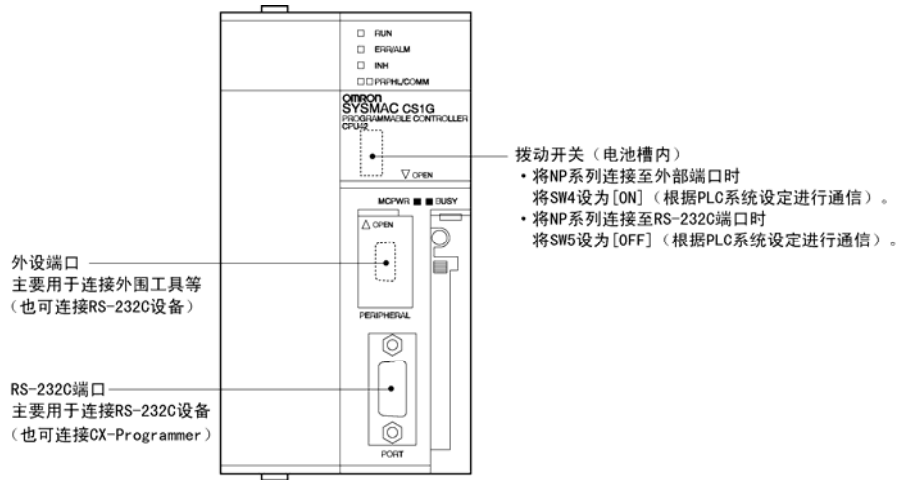 RUN
ERR/ALM
INH
PRPHL/COMM
OMRON
SYSMAC CS1G
PROGRAMMABLE CONTROLLER
CPU42
▽ OPEN
拨动开关（电池槽内）
・将NP系列连接至外部端口时
将SW4设为[ON]（根据PLC系统设定进行通信）。
・将NP系列连接至RS-232C端口时
将SW5设为[OFF]（根据PLC系统设定进行通信）。
MCPWR ■ ■ BUSY
△ OPEN
外设端口
主要用于连接外围工具等
（也可连接RS-232C设备）
PERIPHERAL
RS-232C端口
主要用于连接RS-232C设备
（也可连接CX-Programmer）
PORT